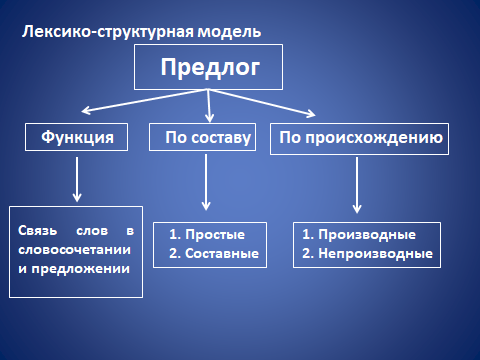 Лексико-структурная модель
Предлог
Функция
По составу
По происхождению
Связь слов в
словосочетании
и предложении
1. Простые
2. Составные
1. Производные
2. Непроизводные